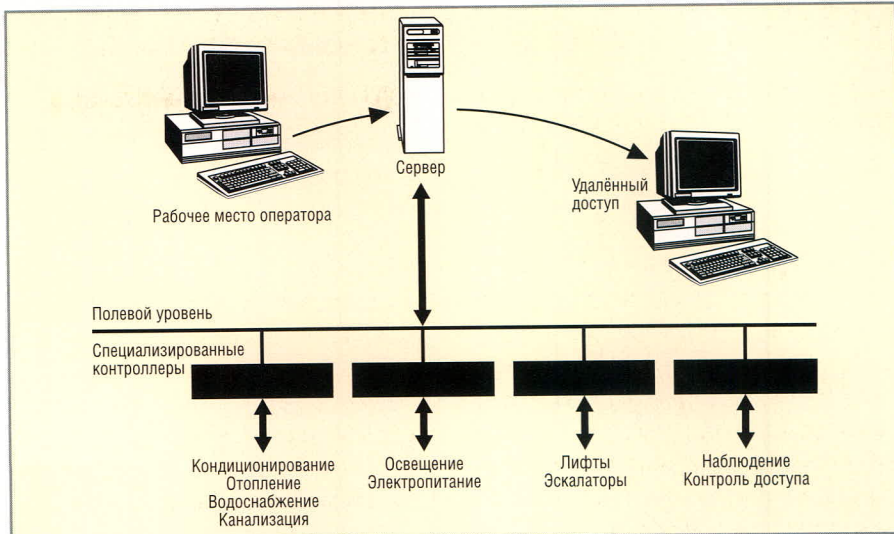 Сервер
Рабочее место оператора
Удалённый
доступ
Полевой уровень
Специализированные
контроллеры
Кондиционирование
Отопление
Водоснабжение
Канализация
Освещение
Электропитание
Лифты
Эскалаторы
Наблюдение
Контроль доступа